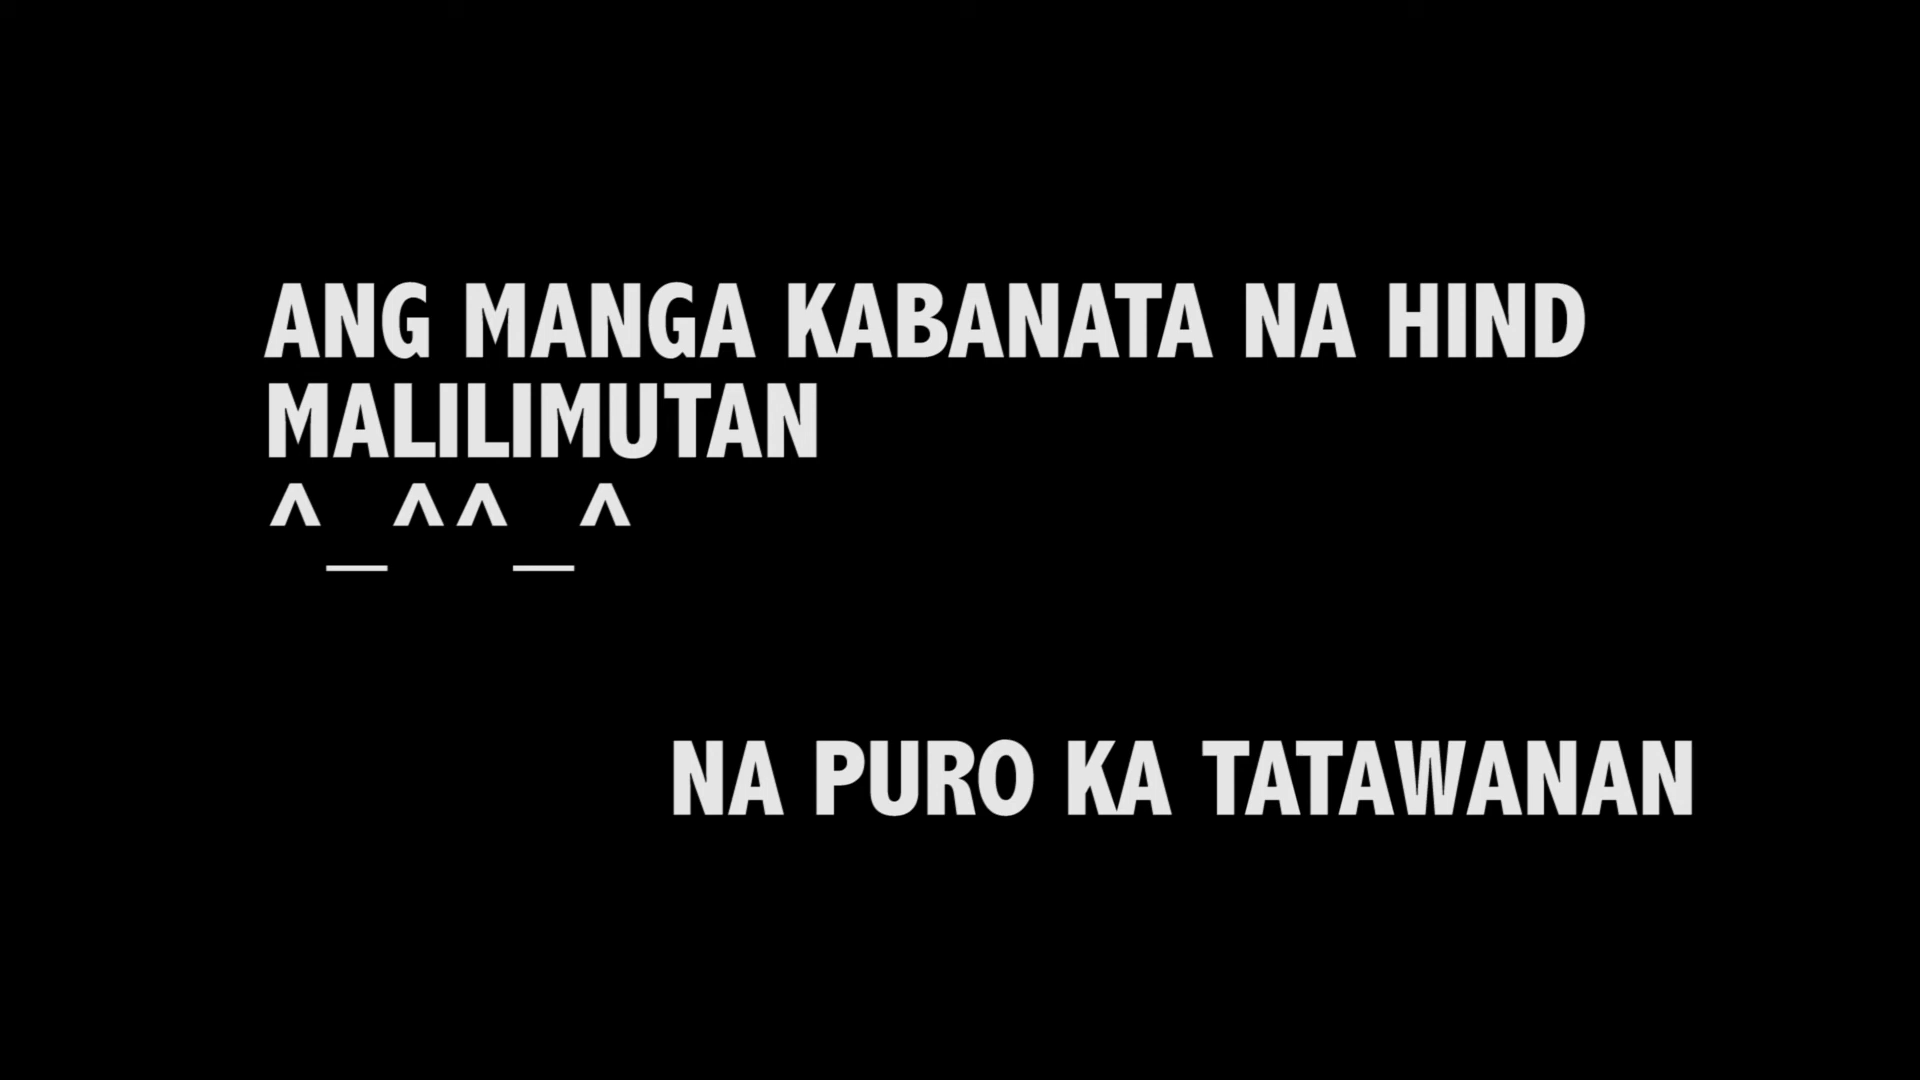 ANG MANGA KABANATA NA HIND
MALILIMUTAN
^_^^_^
NA PURO KA TATAWANAN